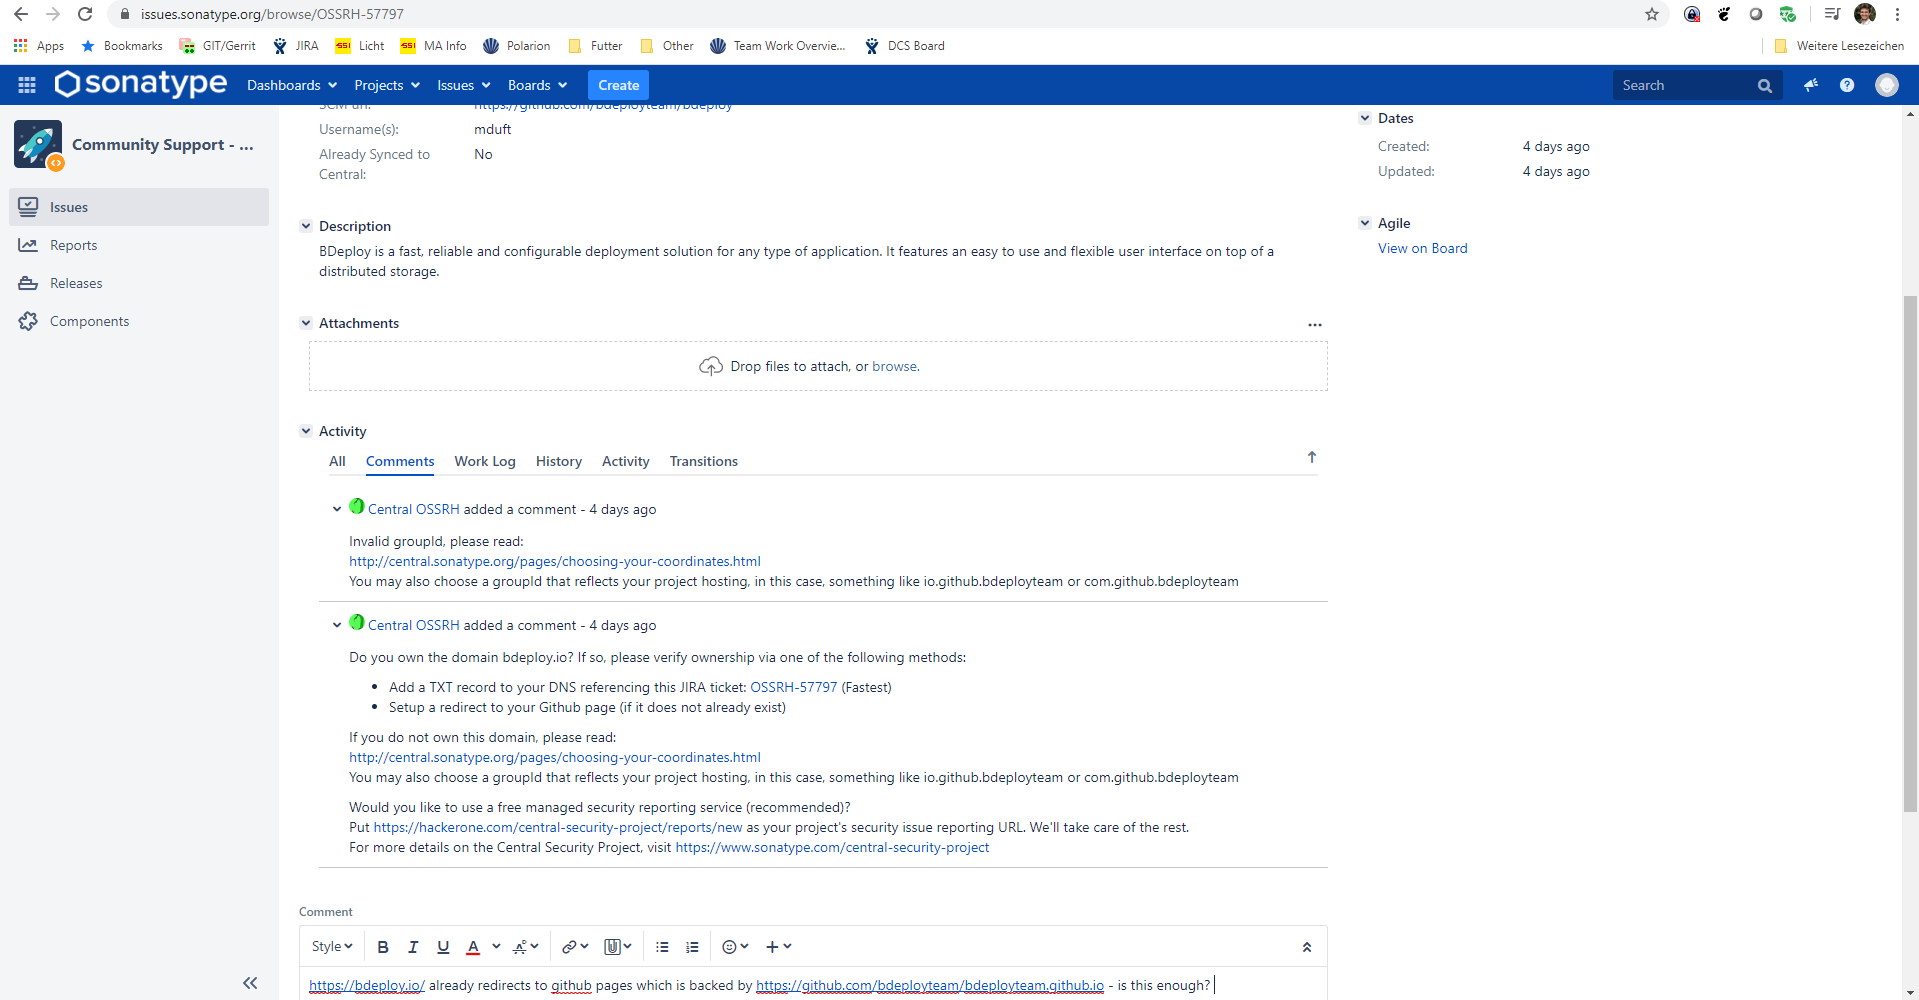 issues.sonatype.org/browse/OSSRH-57797
Apps Bookmarks GIT/Gerrit JIRA Licht MA Info Polarion Futter Other Team Work Overvie... DCS Board Weitere Lesezeichen
sonatype Dashboards Projects Issues Boards Create Search
Community Support - ...
Issues
Reports
Releases
Components
SCM url: https://github.com/bdeployteam/bdeploy
Username(s): mduft
Already Synced to Central: No
Description
BDeploy is a fast, reliable and configurable deployment solution for any type of application. It features an easy to use and flexible user interface on top of a
distributed storage.
Attachments
Drop files to attach, or browse.
Activity
All Comments Work Log History Activity Transitions
Central OSSRH added a comment - 4 days ago
Invalid groupId, please read:
http://central.sonatype.org/pages/choosing-your-coordinates.html
You may also choose a groupId that reflects your project hosting, in this case, something like io.github.bdeployteam or com.github.bdeployteam
Central OSSRH added a comment - 4 days ago
Do you own the domain bdeploy.io? If so, please verify ownership via one of the following methods:
• Add a TXT record to your DNS referencing this JIRA ticket: OSSRH-57797 (Fastest)
• Setup a redirect to your Github page (if it does not already exist)
If you do not own this domain, please read:
http://central.sonatype.org/pages/choosing-your-coordinates.html
You may also choose a groupId that reflects your project hosting, in this case, something like io.github.bdeployteam or com.github.bdeployteam
Would you like to use a free managed security reporting service (recommended)?
Put https://hackerone.com/central-security-project/reports/new as your project's security issue reporting URL. We'll take care of the rest.
For more details on the Central Security Project, visit https://www.sonatype.com/central-security-project
Comment
Style B I U A
https://bdeploy.io/ already redirects to github pages which is backed by https://github.com/bdeployteam/bdeployteam.github.io - is this enough?
Dates
Created: 4 days ago
Updated: 4 days ago
Agile
View on Board